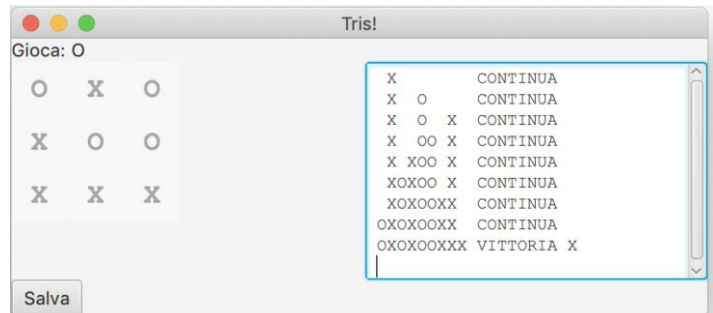 Tris!
Gioca: O
O X O
X O O
X X X
 X        CONTINUA
 X  O     CONTINUA
 X  O  X  CONTINUA
 X  OO X  CONTINUA
 X XOO X  CONTINUA
 XOXOO X  CONTINUA
 XOXOOXX  CONTINUA
OXOXOOXX  CONTINUA
OXOXOOXXX VITTORIA X
Salva